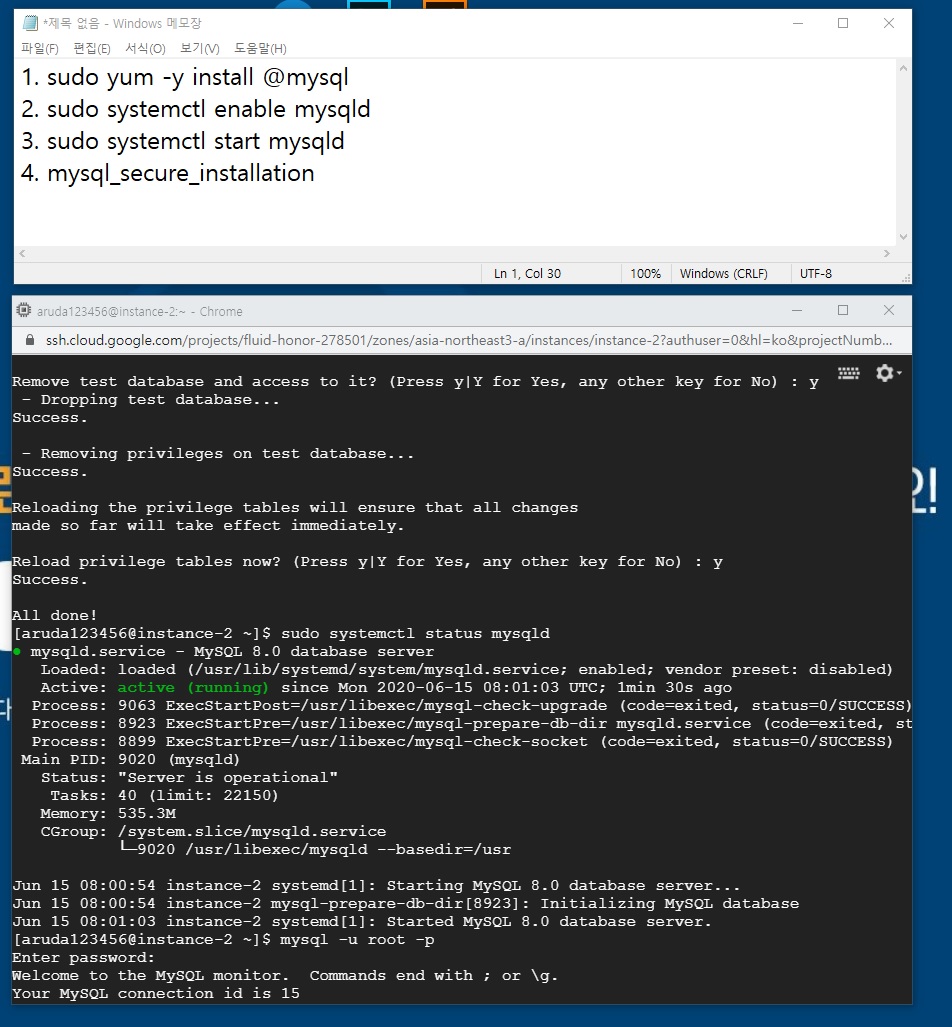 *제목 없음 - Windows 메모장
파일(F) 편집(E) 서식(O) 보기(V) 도움말(H)
1. sudo yum -y install @mysql
2. sudo systemctl enable mysqld
3. sudo systemctl start mysqld
4. mysql_secure_installation
Ln 1, Col 30 100% Windows (CRLF) UTF-8
aruda123456@instance-2:~ - Chrome
ssh.cloud.google.com/projects/fluid-honor-278501/zones/asia-northeast3-a/instances/instance-2?authuser=0&hl=ko&projectNumb...
Remove test database and access to it? (Press y|Y for Yes, any other key for No) : y
 - Dropping test database...
Success.
 - Removing privileges on test database...
Success.
Reloading the privilege tables will ensure that all changes
made so far will take effect immediately.
Reload privilege tables now? (Press y|Y for Yes, any other key for No) : y
Success.
All done!
[aruda123456@instance-2 ~]$ sudo systemctl status mysqld
● mysqld.service - MySQL 8.0 database server
   Loaded: loaded (/usr/lib/systemd/system/mysqld.service; enabled; vendor preset: disabled)
   Active: active (running) since Mon 2020-06-15 08:01:03 UTC; 1min 30s ago
  Process: 9063 ExecStartPost=/usr/libexec/mysql-check-upgrade (code=exited, status=0/SUCCESS)
  Process: 8923 ExecStartPre=/usr/libexec/mysql-prepare-db-dir mysqld.service (code=exited, st
  Process: 8899 ExecStartPre=/usr/libexec/mysql-check-socket (code=exited, status=0/SUCCESS)
 Main PID: 9020 (mysqld)
   Status: "Server is operational"
    Tasks: 40 (limit: 22150)
   Memory: 535.3M
   CGroup: /system.slice/mysqld.service
           └─9020 /usr/libexec/mysqld --basedir=/usr
Jun 15 08:00:54 instance-2 systemd[1]: Starting MySQL 8.0 database server...
Jun 15 08:00:54 instance-2 mysql-prepare-db-dir[8923]: Initializing MySQL database
Jun 15 08:01:03 instance-2 systemd[1]: Started MySQL 8.0 database server.
[aruda123456@instance-2 ~]$ mysql -u root -p
Enter password:
Welcome to the MySQL monitor.  Commands end with ; or \g.
Your MySQL connection id is 15